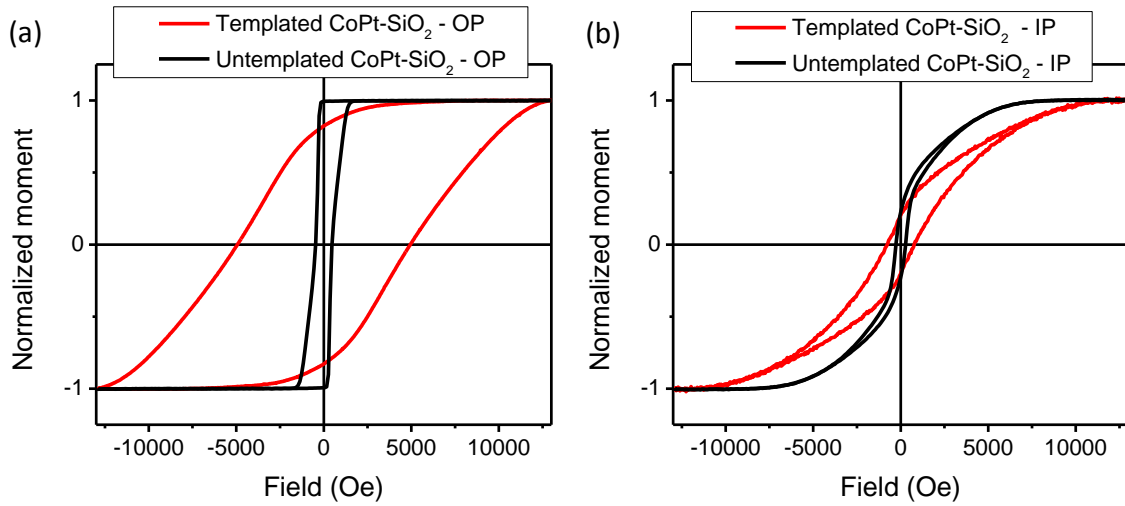 (a)
Templated CoPt-SiO₂ - OP
Untemplated CoPt-SiO₂ - OP
Normalized moment
1
0
-1
-10000 -5000 0 5000 10000
Field (Oe)
(b)
Templated CoPt-SiO₂ - IP
Untemplated CoPt-SiO₂ - IP
Normalized moment
1
0
-1
-10000 -5000 0 5000 10000
Field (Oe)